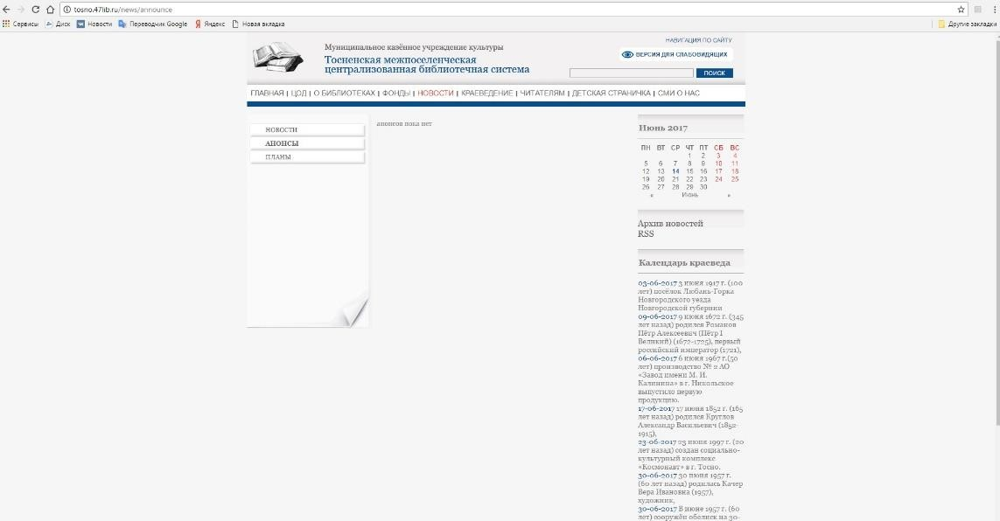 tosno.47lib.ru/news/announce
Сервисы Диск Новости Переводчик Google Яндекс Новая вкладка Другие закладки
НАВИГАЦИЯ ПО САЙТУ
Муниципальное казённое учреждение культуры
Тосненская межпоселенческая
централизованная библиотечная система
ВЕРСИЯ ДЛЯ СЛАБОВИДЯЩИХ
ПОИСК
ГЛАВНАЯ | ЦОД | О БИБЛИОТЕКАХ | ФОНДЫ | НОВОСТИ | КРАЕВЕДЕНИЕ | ЧИТАТЕЛЯМ | ДЕТСКАЯ СТРАНИЧКА | СМИ О НАС
НОВОСТИ
АНОНСЫ
ПЛАНЫ
анонсов пока нет
Июнь 2017
ПН ВТ СР ЧТ ПТ СБ ВС
1 2 3 4
5 6 7 8 9 10 11
12 13 14 15 16 17 18
19 20 21 22 23 24 25
26 27 28 29 30
« Июнь »
Архив новостей
RSS
Календарь краеведа
03-06-2017 3 июня 1917 г. (100
лет) посёлок Любань-Горка
Новгородского уезда
Новгородской губернии
09-06-2017 9 июня 1672 г. (345
лет назад) родился Романов
Пётр Алексеевич (Пётр I
Великий) (1672-1725), первый
российский император (1721),
06-06-2017 6 июня 1967 г.(50
лет) производство № 2 АО
«Завод имени М. И.
Калинина» в г. Никольское
выпустило первую
продукцию.
17-06-2017 17 июня 1852 г. (165
лет назад) родился Круглов
Александр Васильевич (1852-
1915),
23-06-2017 23 июня 1997 г. (20
лет назад) создан социально-
культурный комплекс
«Космонавт» в г. Тосно.
30-06-2017 30 июня 1957 г.
(60 лет назад) родилась Качер
Вера Ивановна (1957),
художник,
30-06-2017 В июне 1957 г. (60
лет) сооружён обелиск на 30-